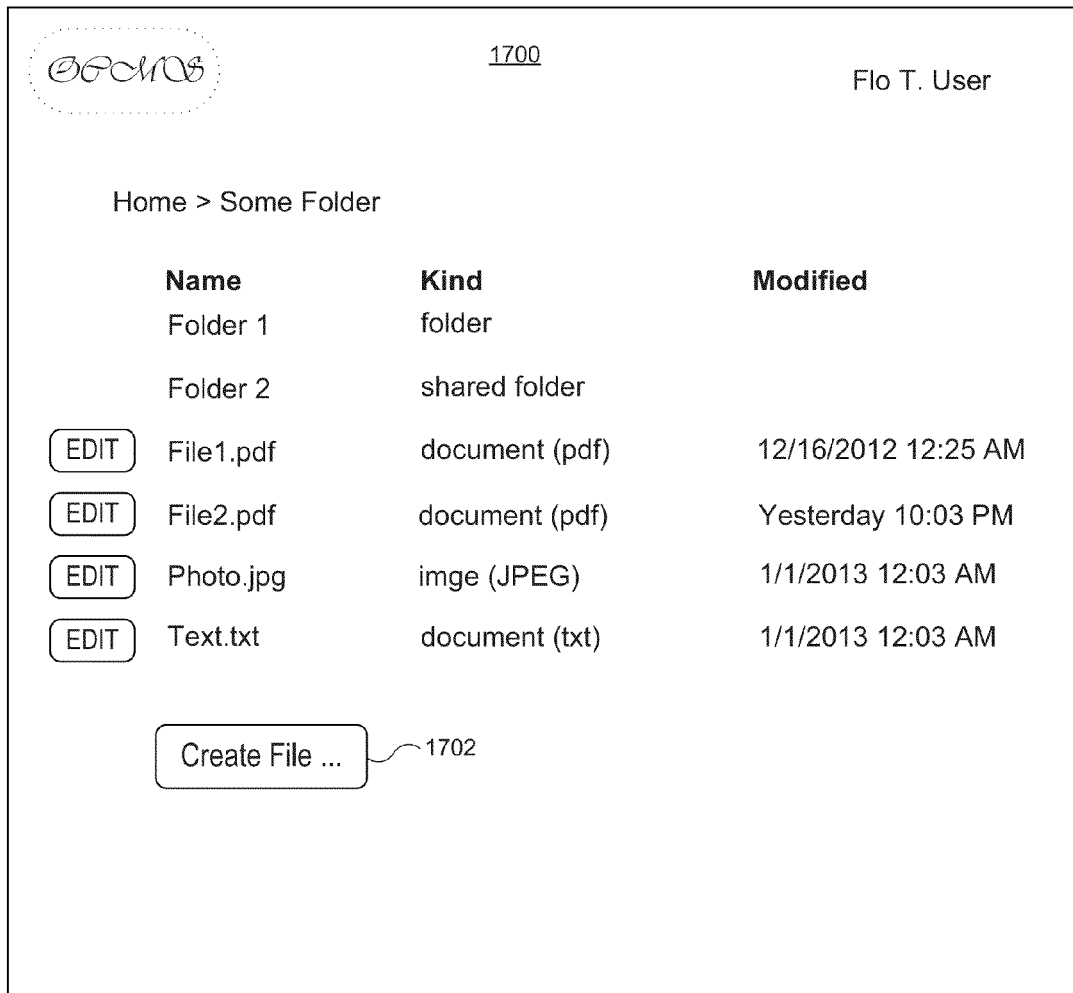 OCMS
1700
Flo T. User
Home > Some Folder
Name Kind Modified
Folder 1 folder
Folder 2 shared folder
EDIT File1.pdf document (pdf) 12/16/2012 12:25 AM
EDIT File2.pdf document (pdf) Yesterday 10:03 PM
EDIT Photo.jpg imge (JPEG) 1/1/2013 12:03 AM
EDIT Text.txt document (txt) 1/1/2013 12:03 AM
Create File ... 1702